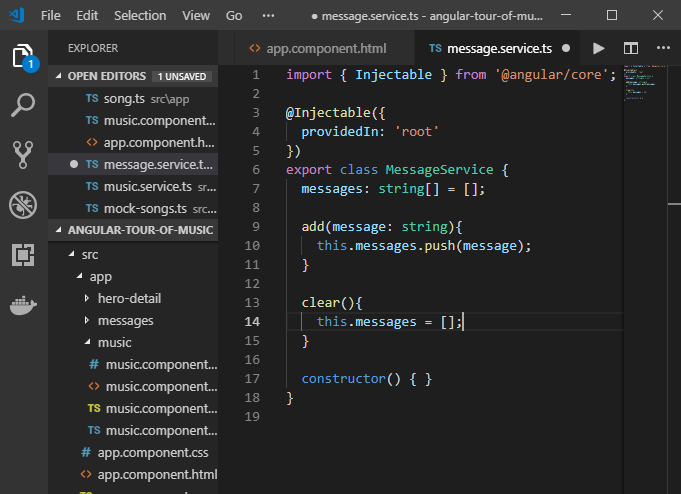 File Edit View Go ··· ● message.service.ts - angular-tour-of-mu...
EXPLORER
OPEN EDITORS 1 UNSAVED
TS song.ts src\app
TS music.component...
<> app.component.h...
● TS message.service.t...
TS music.service.ts sr...
TS mock-songs.ts src...
ANGULAR-TOUR-OF-MUSIC
src
app
hero-detail
messages
music
# music.component...
<> music.component...
TS music.component...
TS music.component...
# app.component.css
<> app.component.html
1
<> app.component.html TS message.service.ts ●
1 import { Injectable } from '@angular/core';
2
3 @Injectable({
4 providedIn: 'root'
5 })
6 export class MessageService {
7 messages: string[] = [];
8
9 add(message: string){
10 this.messages.push(message);
11 }
12
13 clear(){
14 this.messages = [];
15 }
16
17 constructor() { }
18 }
19